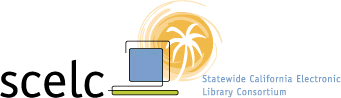 scelc
Statewide California Electronic
Library Consortium